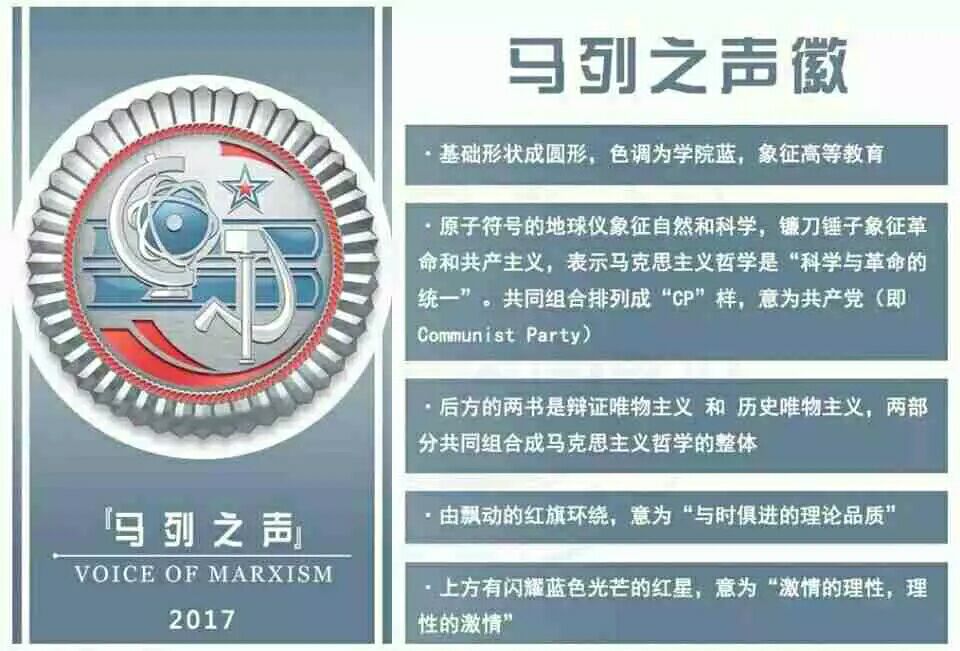 『马列之声』
VOICE OF MARXISM
2017
马列之声徽
·基础形状成圆形，色调为学院蓝，象征高等教育
·原子符号的地球仪象征自然和科学，镰刀锤子象征革
命和共产主义，表示马克思主义哲学是“科学与革命的
统一”。共同组合排列成“CP”样，意为共产党（即
Communist Party）
·后方的两书是辩证唯物主义 和 历史唯物主义，两部
分共同组合成马克思主义哲学的整体
·由飘动的红旗环绕，意为“与时俱进的理论品质”
·上方有闪耀蓝色光芒的红星，意为“激情的理性，理
性的激情”